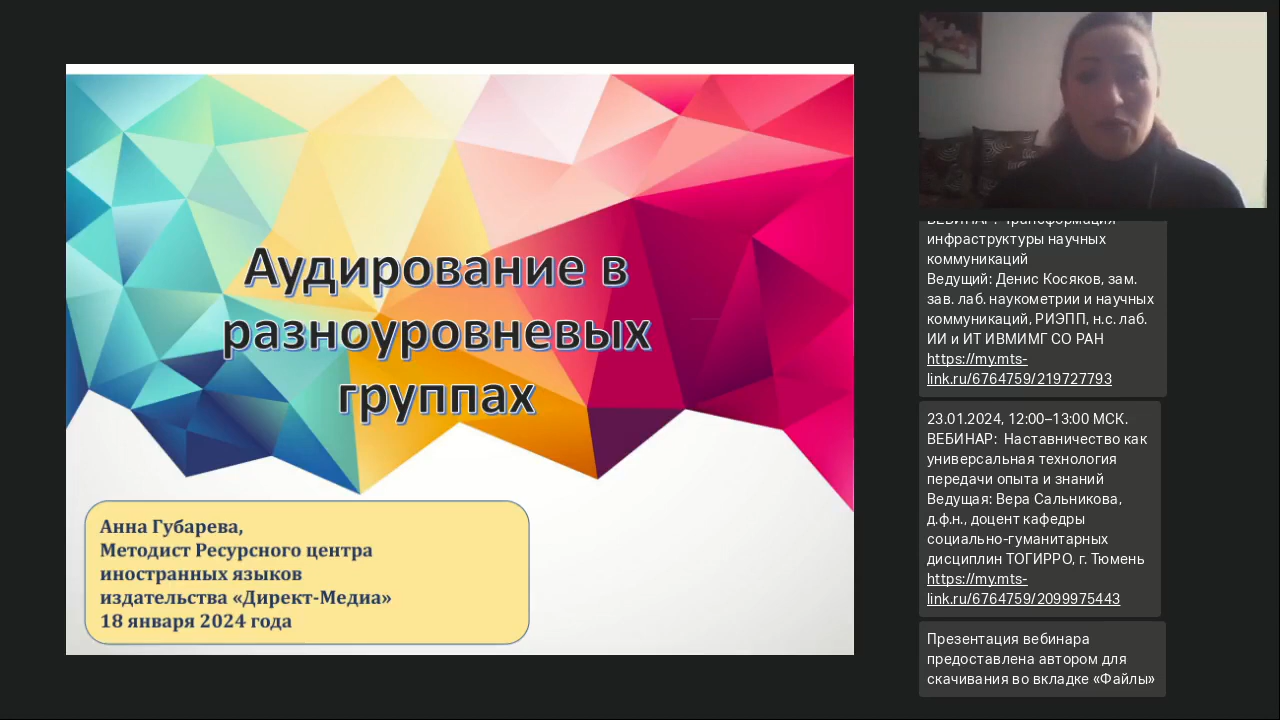 Аудирование в
разноуровневых
группах
Анна Губарева,
Методист Ресурсного центра
иностранных языков
издательства «Директ-Медиа»
18 января 2024 года
ВЕБИНАР: Трансформация
инфраструктуры научных
коммуникаций
Ведущий: Денис Косяков, зам.
зав. лаб. наукометрии и научных
коммуникаций, РИЭПП, н.с. лаб.
ИИ и ИТ ИВМИМГ СО РАН
https://my.mts-
link.ru/6764759/219727793
23.01.2024, 12:00–13:00 МСК.
ВЕБИНАР: Наставничество как
универсальная технология
передачи опыта и знаний
Ведущая: Вера Сальникова,
д.ф.н., доцент кафедры
социально-гуманитарных
дисциплин ТОГИРРО, г. Тюмень
https://my.mts-
link.ru/6764759/2099975443
Презентация вебинара
предоставлена автором для
скачивания во вкладке «Файлы»